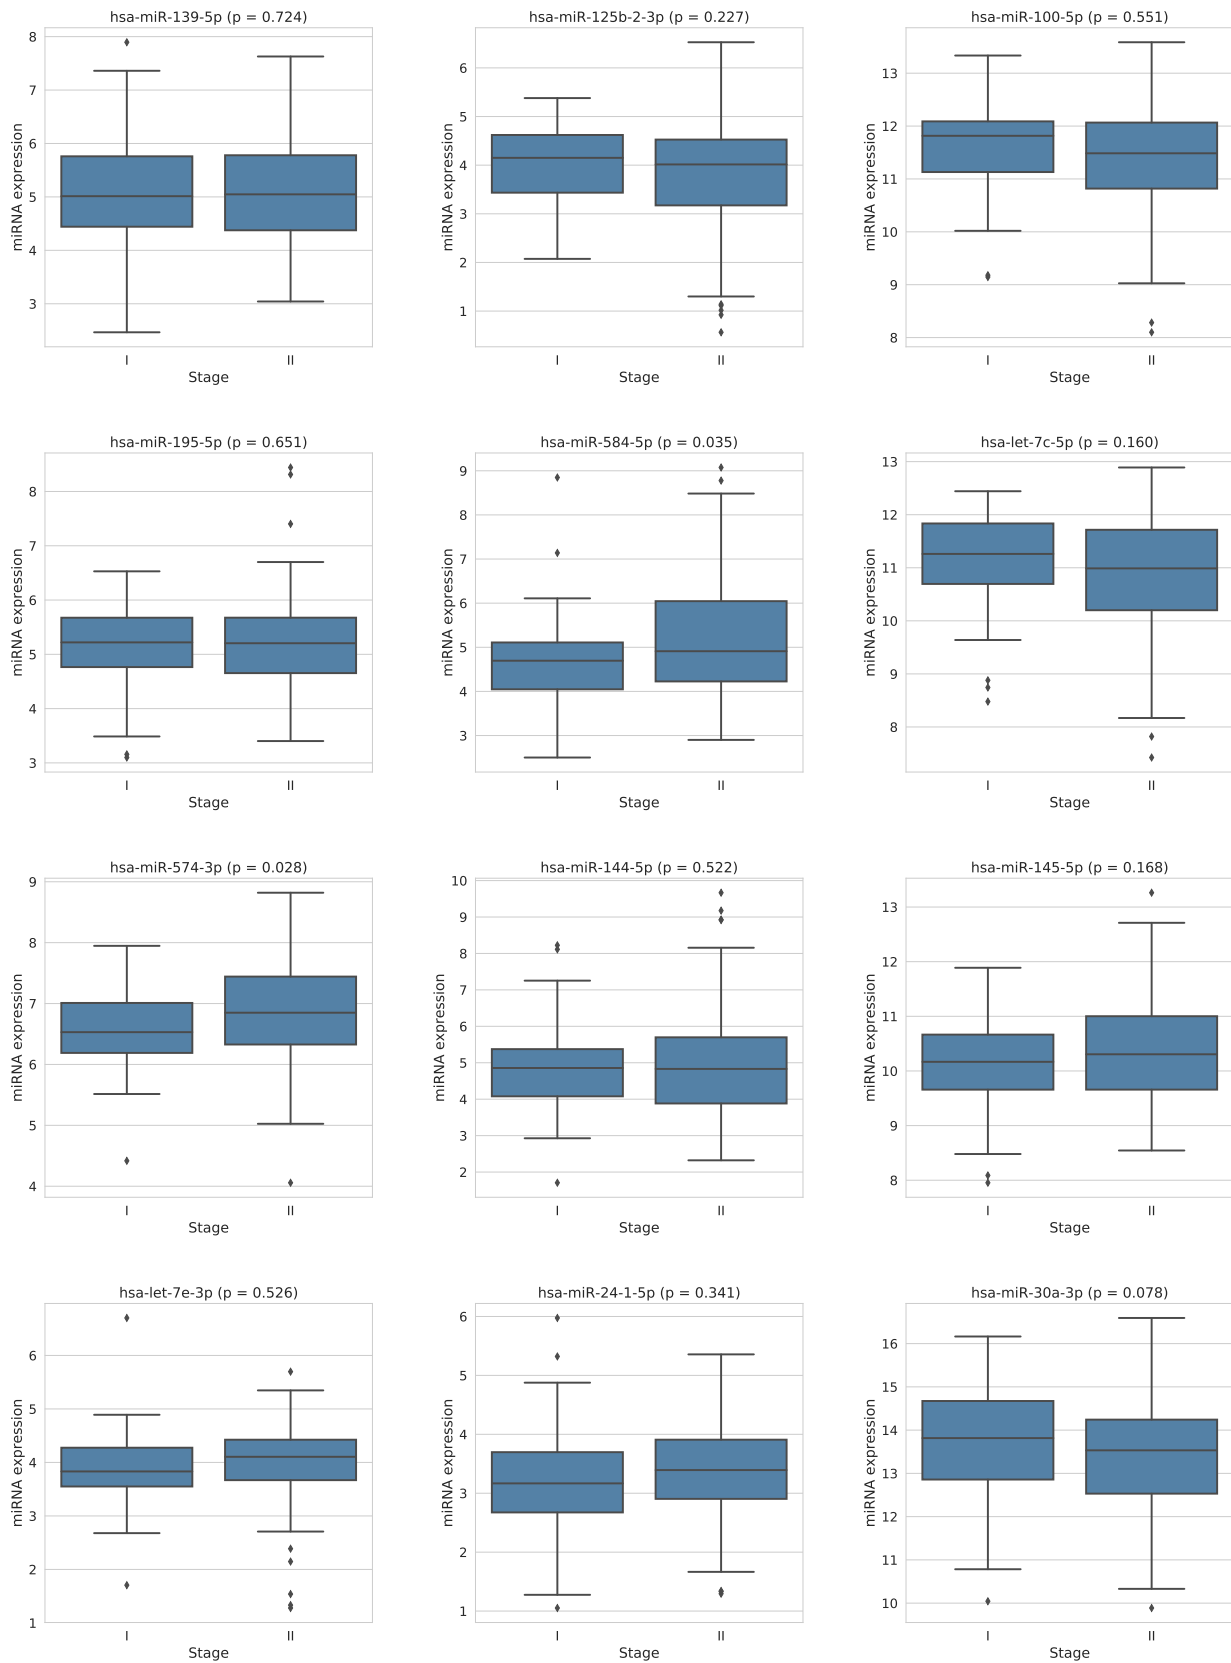 hsa-miR-139-5p (p = 0.724)
miRNA expression
8
7
6
5
4
3
I
II
Stage
hsa-miR-125b-2-3p (p = 0.227)
miRNA expression
6
5
4
3
2
1
I
II
Stage
hsa-miR-100-5p (p = 0.551)
miRNA expression
13
12
11
10
9
8
I
II
Stage
hsa-miR-195-5p (p = 0.651)
miRNA expression
8
7
6
5
4
3
I
II
Stage
hsa-miR-584-5p (p = 0.035)
miRNA expression
9
8
7
6
5
4
3
I
II
Stage
hsa-let-7c-5p (p = 0.160)
miRNA expression
13
12
11
10
9
8
I
II
Stage
hsa-miR-574-3p (p = 0.028)
miRNA expression
9
8
7
6
5
4
I
II
Stage
hsa-miR-144-5p (p = 0.522)
miRNA expression
10
9
8
7
6
5
4
3
2
I
II
Stage
hsa-miR-145-5p (p = 0.168)
miRNA expression
13
12
11
10
9
8
I
II
Stage
hsa-let-7e-3p (p = 0.526)
miRNA expression
6
5
4
3
2
1
I
II
Stage
hsa-miR-24-1-5p (p = 0.341)
miRNA expression
6
5
4
3
2
1
I
II
Stage
hsa-miR-30a-3p (p = 0.078)
miRNA expression
16
15
14
13
12
11
10
I
II
Stage